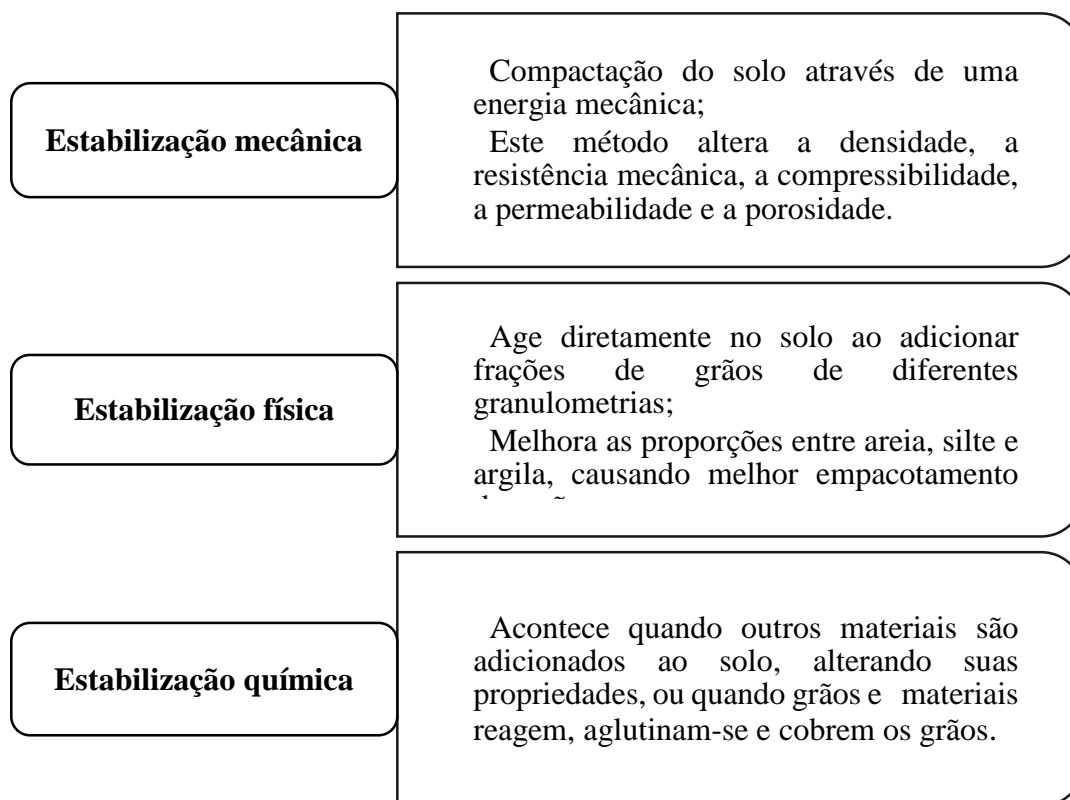 Estabilização mecânica
Compactação do solo através de uma
energia mecânica;
Este método altera a densidade, a
resistência mecânica, a compressibilidade,
a permeabilidade e a porosidade.
Estabilização física
Age diretamente no solo ao adicionar
frações de grãos de diferentes
granulometrias;
Melhora as proporções entre areia, silte e
argila, causando melhor empacotamento
Estabilização química
Acontece quando outros materiais são
adicionados ao solo, alterando suas
propriedades, ou quando grãos e materiais
reagem, aglutinam-se e cobrem os grãos.